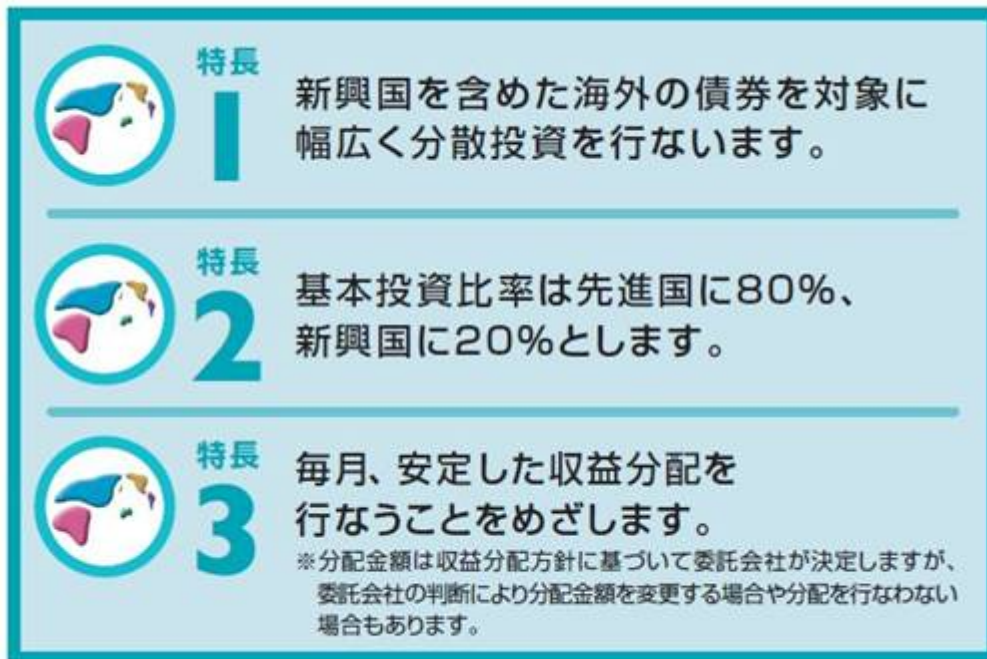 特長
1
新興国を含めた海外の債券を対象に
幅広く分散投資を行ないます。
特長
2
基本投資比率は先進国に80%、
新興国に20%とします。
特長
3
毎月、安定した収益分配を
行なうことをめざします。
※分配金額は収益分配方針に基づいて委託会社が決定しますが、
委託会社の判断により分配金額を変更する場合や分配を行なわない
場合もあります。